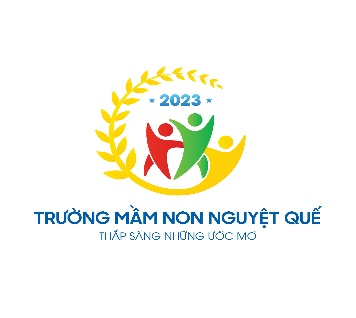 2023
TRƯỜNG MẦM NON NGUYỆT QUẾ
THẮP SÁNG NHỮNG ƯỚC MƠ